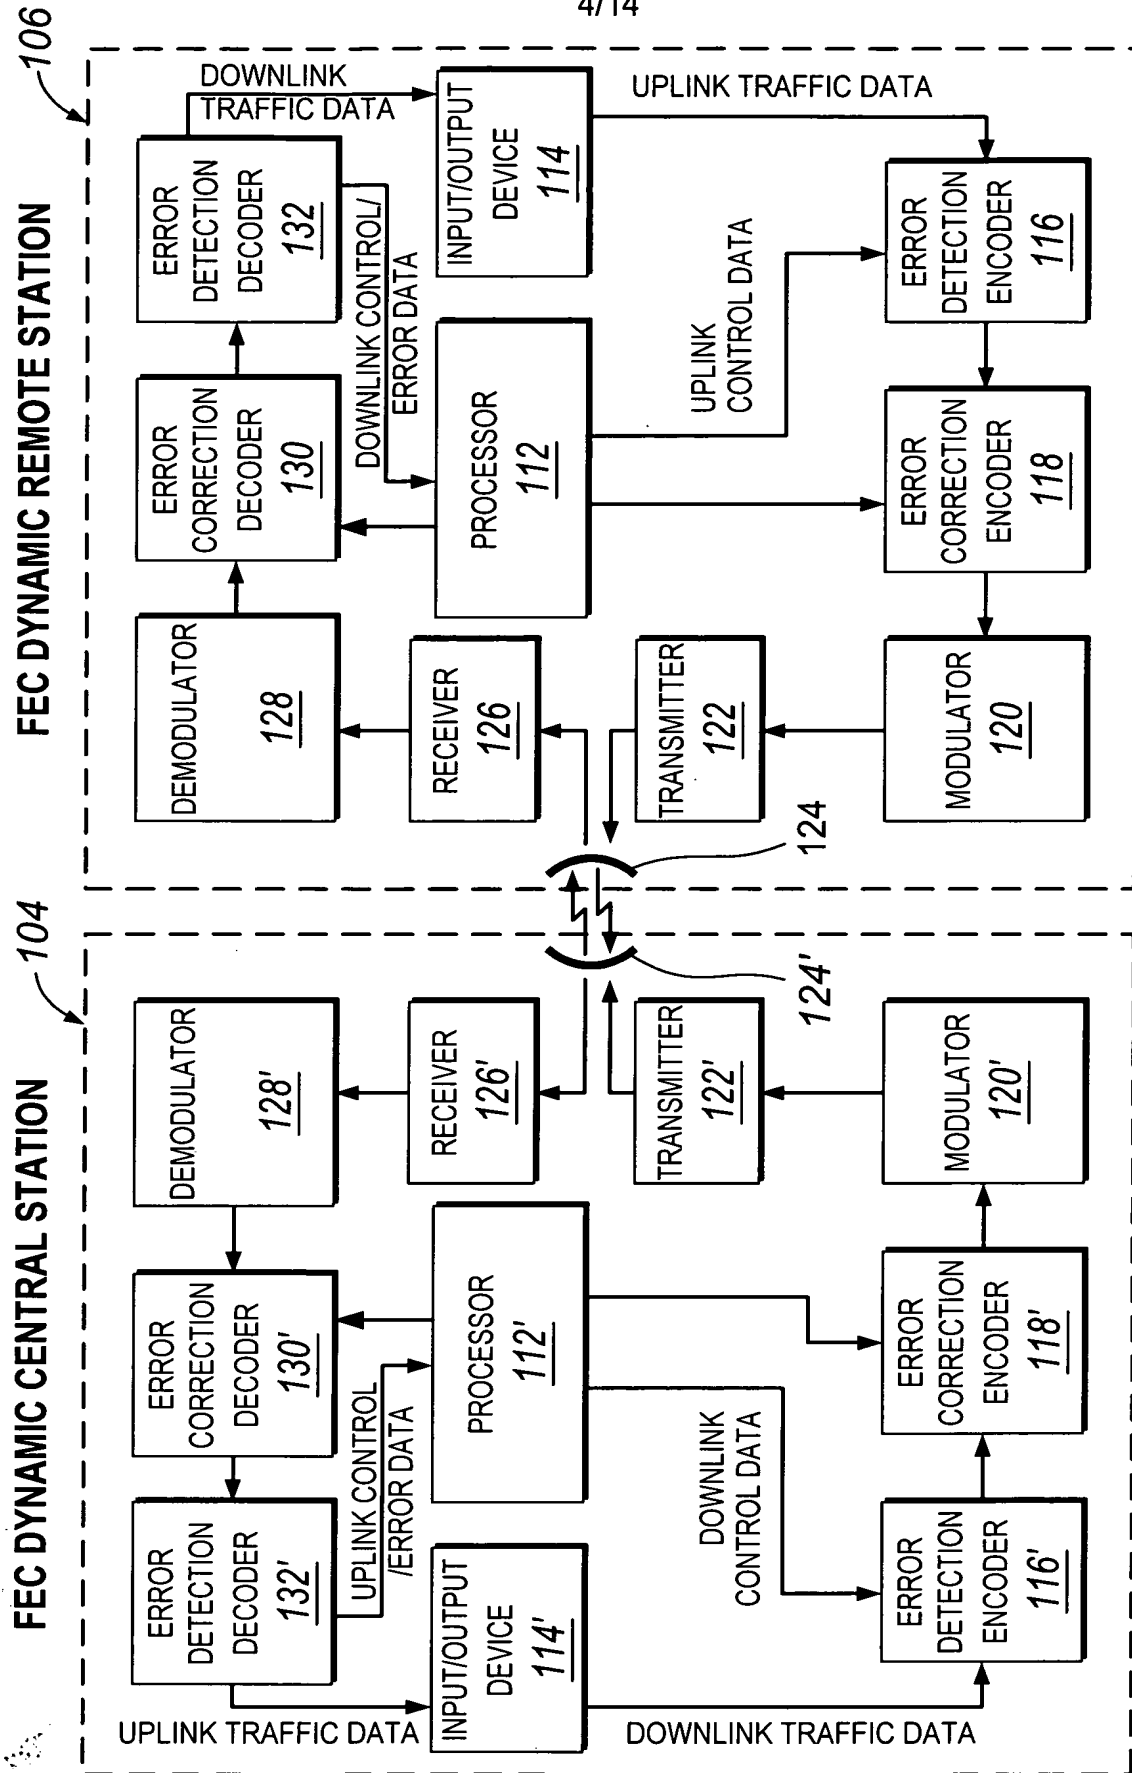 4/14
FEC DYNAMIC CENTRAL STATION
104
UPLINK TRAFFIC DATA
ERROR
DETECTION
DECODER
132'
ERROR
CORRECTION
DECODER
130'
DEMODULATOR
128'
UPLINK CONTROL
/ERROR DATA
INPUT/OUTPUT
DEVICE
114'
PROCESSOR
112'
RECEIVER
126'
TRANSMITTER
122'
124'
DOWNLINK TRAFFIC DATA
DOWNLINK
CONTROL DATA
ERROR
DETECTION
ENCODER
116'
ERROR
CORRECTION
ENCODER
118'
MODULATOR
120'
FEC DYNAMIC REMOTE STATION
106
DEMODULATOR
128
ERROR
CORRECTION
DECODER
130
ERROR
DETECTION
DECODER
132
DOWNLINK
TRAFFIC DATA
DOWNLINK CONTROL/
ERROR DATA
RECEIVER
126
PROCESSOR
112
INPUT/OUTPUT
DEVICE
114
TRANSMITTER
122
124
UPLINK
CONTROL DATA
UPLINK TRAFFIC DATA
MODULATOR
120
ERROR
CORRECTION
ENCODER
118
ERROR
DETECTION
ENCODER
116